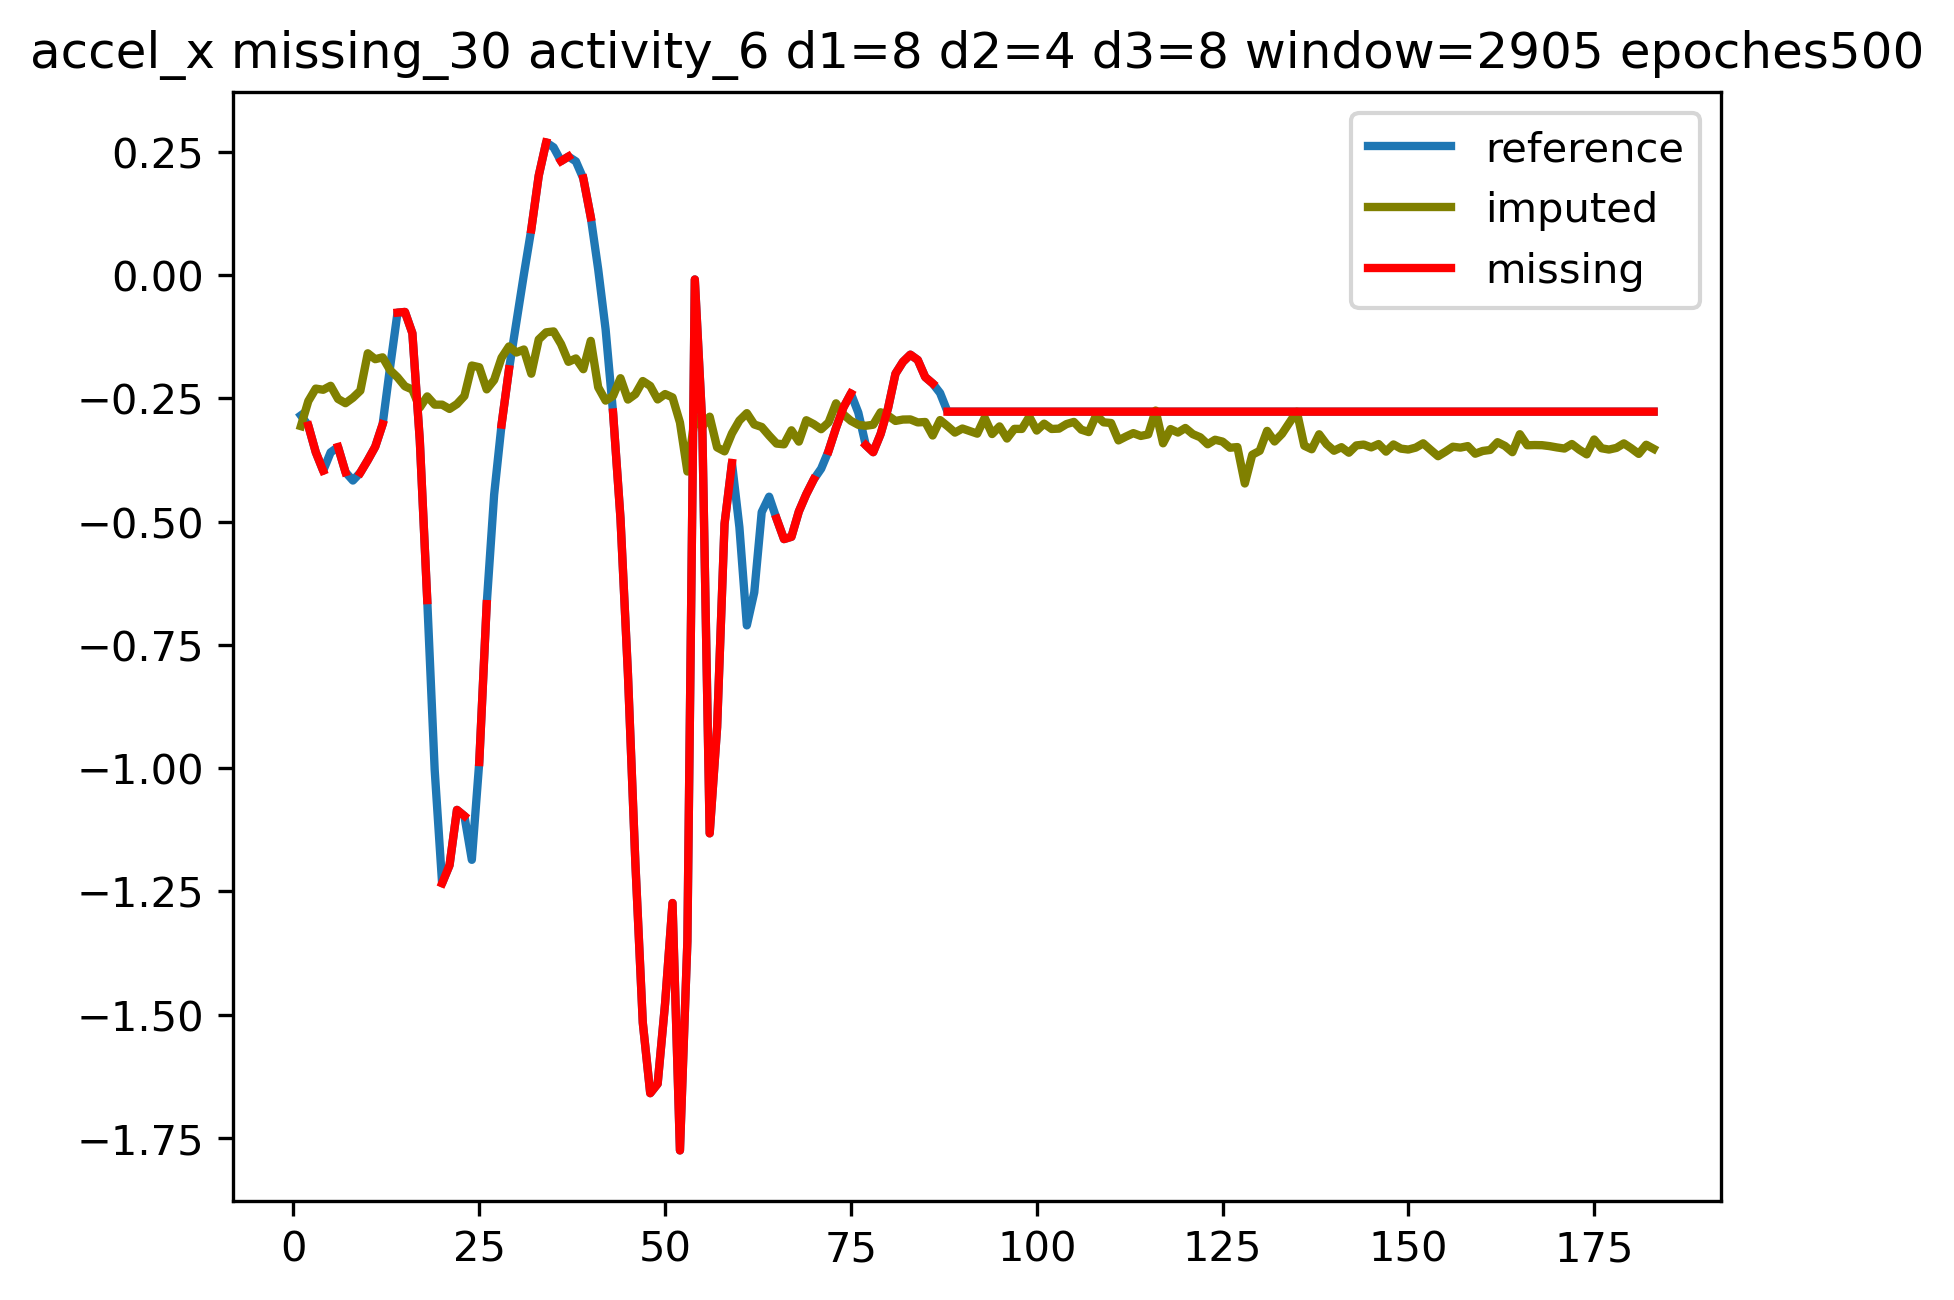 accel_x missing_30 activity_6 d1=8 d2=4 d3=8 window=2905 epoches500
reference
imputed
missing
0.25
0.00
−0.25
−0.50
−0.75
−1.00
−1.25
−1.50
−1.75
0 25 50 75 100 125 150 175